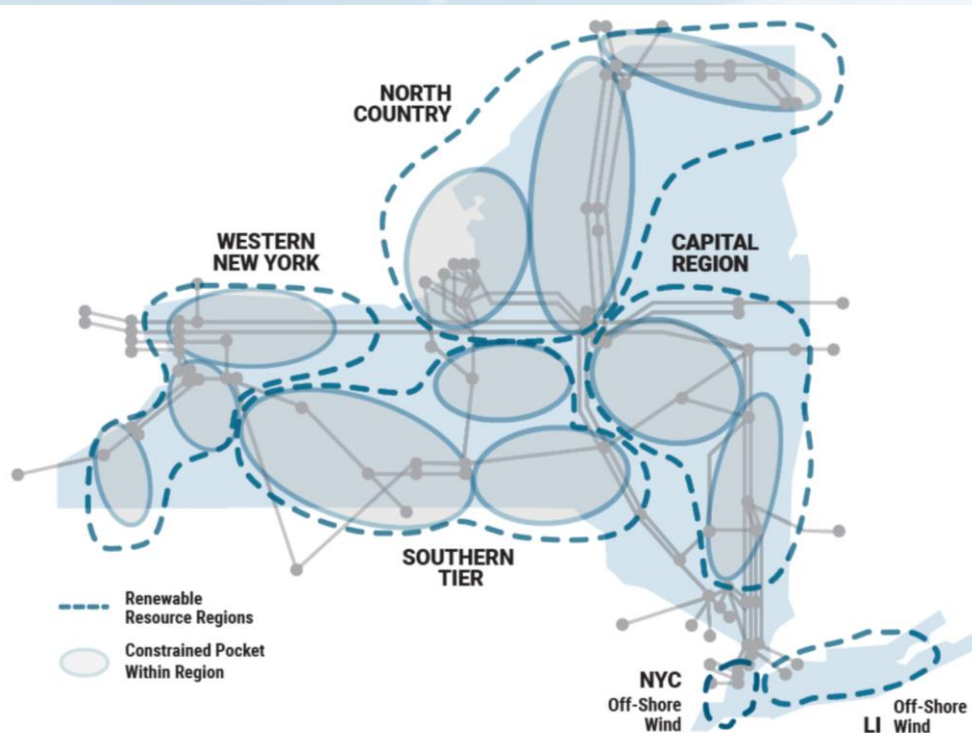 NORTH
COUNTRY
WESTERN
NEW YORK
CAPITAL
REGION
SOUTHERN
TIER
Renewable
Resource Regions
Constrained Pocket
Within Region
NYC
Off-Shore
Wind
LI
Off-Shore
Wind